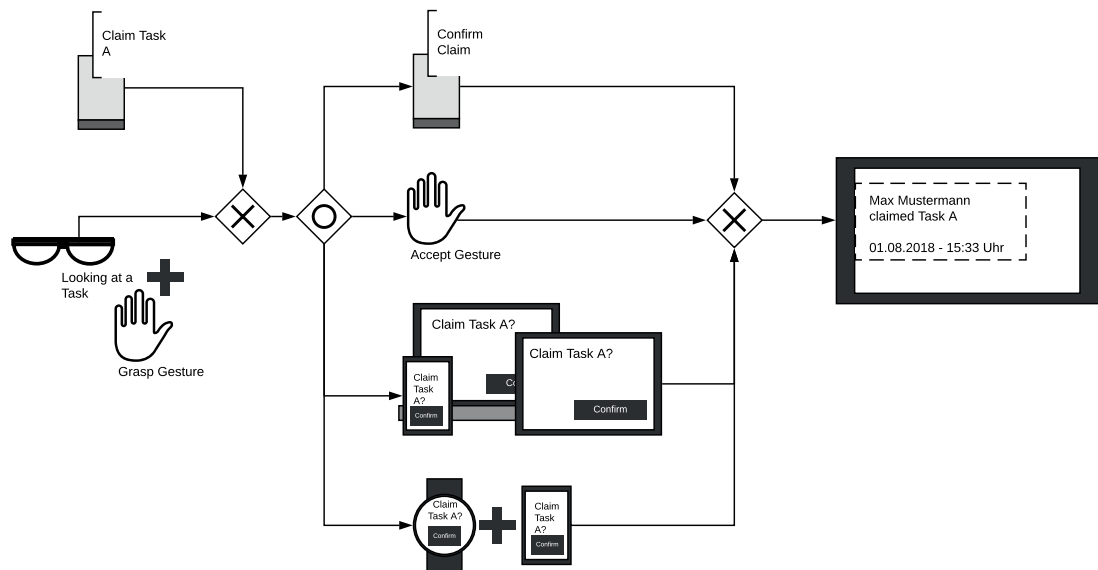 Claim Task
A
Confirm
Claim
Looking at a
Task
Grasp Gesture
Accept Gesture
Max Mustermann
claimed Task A
01.08.2018 - 15:33 Uhr
Claim Task A?
Co
Claim Task A?
Confirm
Claim
Task
A?
Confirm
Claim
Task A?
Confirm
Claim
Task
A?
Confirm